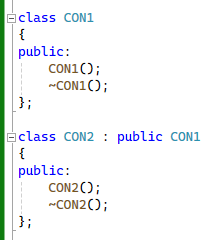 class CON1
{
public:
    CON1();
    ~CON1();
};

class CON2 : public CON1
{
public:
    CON2();
    ~CON2();
};